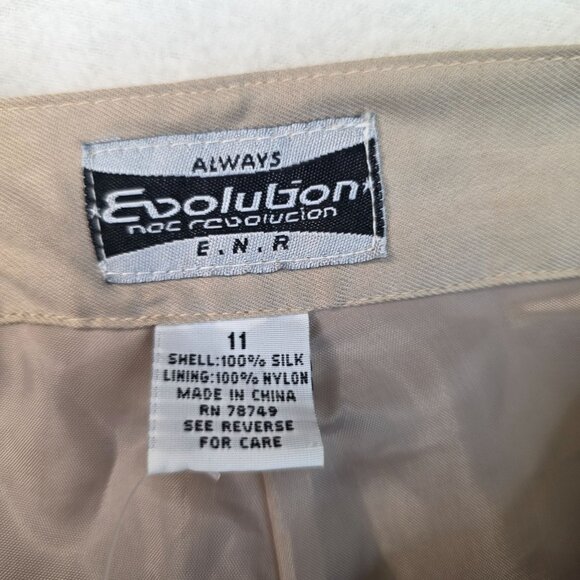 ALWAYS
Evolution
not revolucion
E.N.R
11
SHELL:100% SILK
LINING:100% NYLON
MADE IN CHINA
RN 78749
SEE REVERSE
FOR CARE